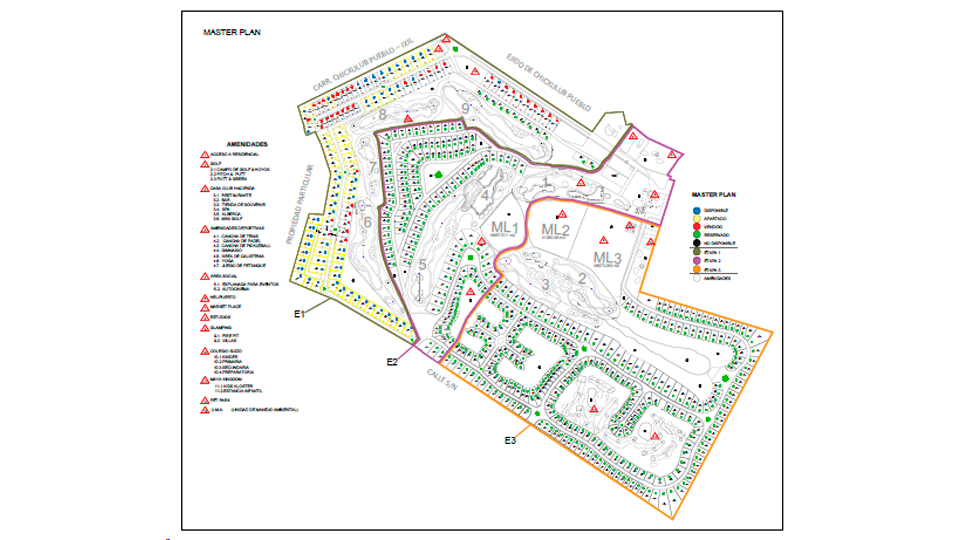 MASTER PLAN
CARR. CHICXULUB PUEBLO - IXIL
EJIDO DE CHICXULUB PUEBLO
PROPIEDAD PARTICULAR
AMENIDADES
ACCESO A RESIDENCIAL
GOLF
2.1 CAMPO DE GOLF 9 HOYOS
2.2 PITCH & PUTT
2.3 PUTT & GREEN
CASA CLUB HACIENDA
3.1. RESTAURANTE
3.2. BAR
3.3. TIENDA DE SOUVENIR
3.4. SPA
3.5. ALBERCA
3.6. MINI GOLF
AMENIDADES DEPORTIVAS
4.1. CANCHA DE TENIS
4.2. CANCHA DE PADEL
4.3. CANCHA DE PICKLEBALL
4.4. GIMNASIO
4.5. AREA DE CALISTENIA
4.6. YOGA
4.7. JUEGO DE PETANQUE
AREA SOCIAL
5.1. EXPLANADA PARA EVENTOS
5.2. AUTOCINEMA
HELIPUERTO
MARKET PLACE
ESTUDIOS
GLAMPING
9.1. FIRE PIT
9.2. VILLAS
COLEGIO SUIZO
10.1 KINDER
10.2 PRIMARIA
10.3 SECUNDARIA
10.4 PREPARATORIA
MAYA KINGDOM
11.2 ESTANCIA INFANTIL
PET PARK
U.M.A. (UNIDAD DE MANEJO AMBIENTAL)
MASTER PLAN
DISPONIBLE
APARTADO
VENDIDO
RESERVADO
NO DISPONIBLE
ETAPA 1
ETAPA 2
ETAPA 3
AMENIDADES
8
9
7
6
5
4
1
ML1
ML2
ML3
3
2
E1
E2
E3
CALLE S/N